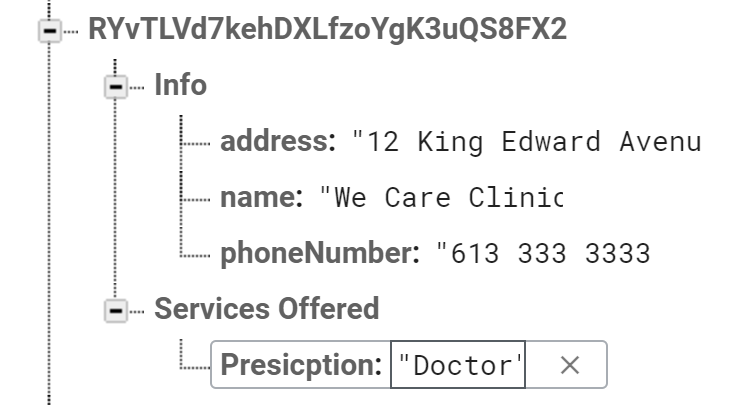 RYvTLVd7kehDXLfzoYgK3uQS8FX2
Info
address: "12 King Edward Avenu
name: "We Care Clinic
phoneNumber: "613 333 3333
Services Offered
Presicption: "Doctor'